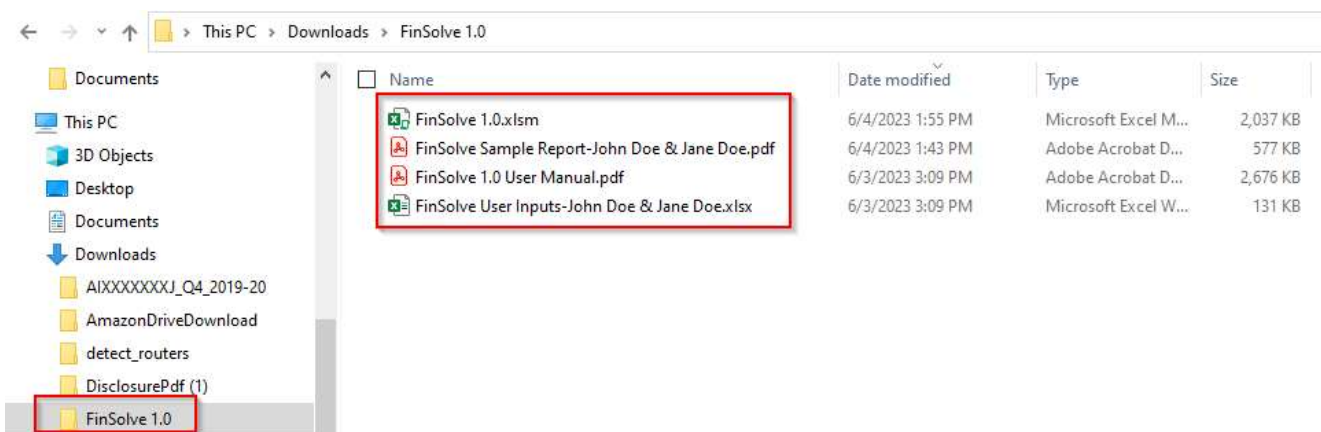 This PC > Downloads > FinSolve 1.0
Documents
Name Date modified Type Size
This PC
FinSolve 1.0.xlsm 6/4/2023 1:55 PM Microsoft Excel M... 2,037 KB
3D Objects
FinSolve Sample Report-John Doe & Jane Doe.pdf 6/4/2023 1:43 PM Adobe Acrobat D... 577 KB
Desktop
FinSolve 1.0 User Manual.pdf 6/3/2023 3:09 PM Adobe Acrobat D... 2,676 KB
Documents
FinSolve User Inputs-John Doe & Jane Doe.xlsx 6/3/2023 3:09 PM Microsoft Excel W... 131 KB
Downloads
AIXXXXXXXJ_Q4_2019-20
AmazonDriveDownload
detect_routers
DisclosurePdf (1)
FinSolve 1.0